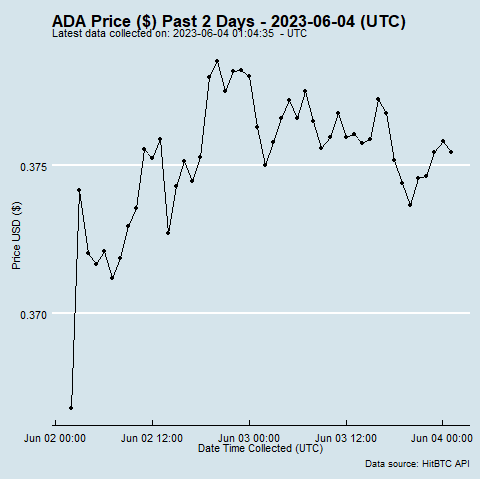 ADA Price ($) Past 2 Days - 2023-06-04 (UTC)
Latest data collected on: 2023-06-04 01:04:35 - UTC
0.375
Price USD ($)
0.370
Jun 02 00:00 Jun 02 12:00 Jun 03 00:00 Jun 03 12:00 Jun 04 00:00
Date Time Collected (UTC)
Data source: HitBTC API